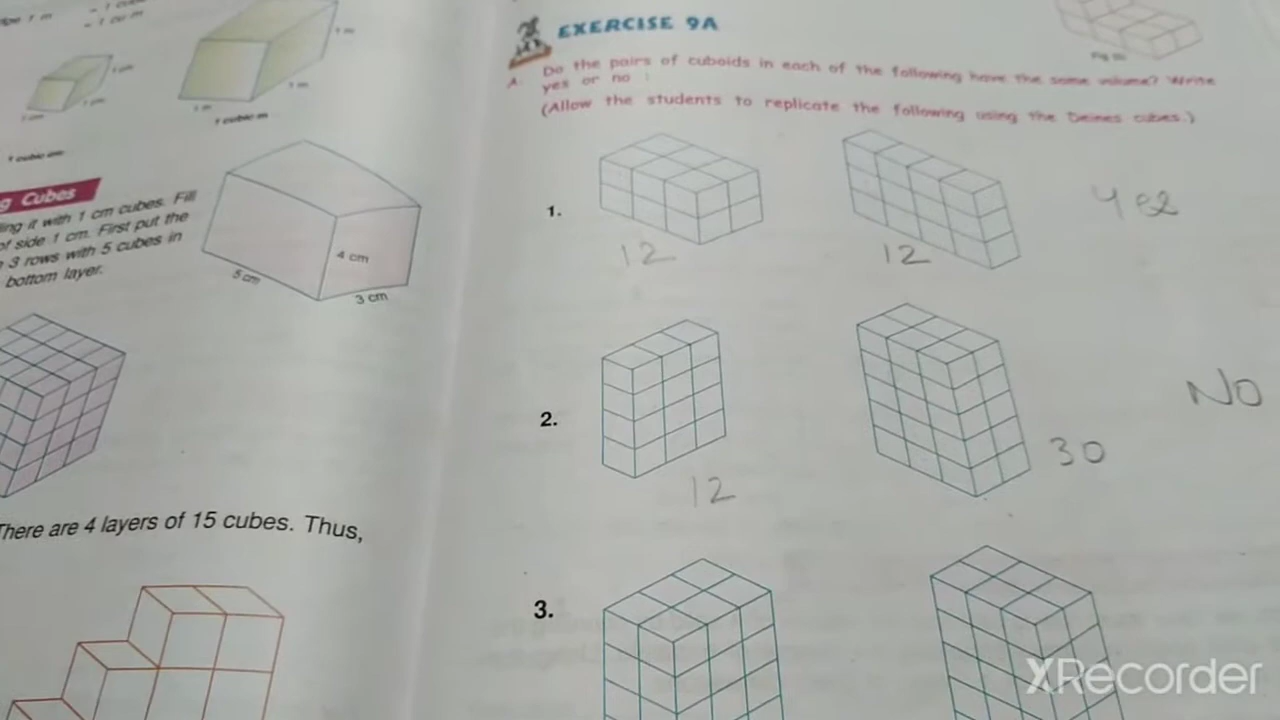 1 cubic m
g Cubes
ling it with 1 cm cubes. Fill
of side 1 cm. First put the
3 rows with 5 cubes in
bottom layer.
4 cm
5 cm
3 cm
There are 4 layers of 15 cubes. Thus,
EXERCISE 9A
A. Do the pairs of cuboids in each of the following have the same volume? Write
yes or no :
(Allow the students to replicate the following using the Deines cubes.)
1.
12
12
Yes
2.
12
30
No
3.
XRecorder